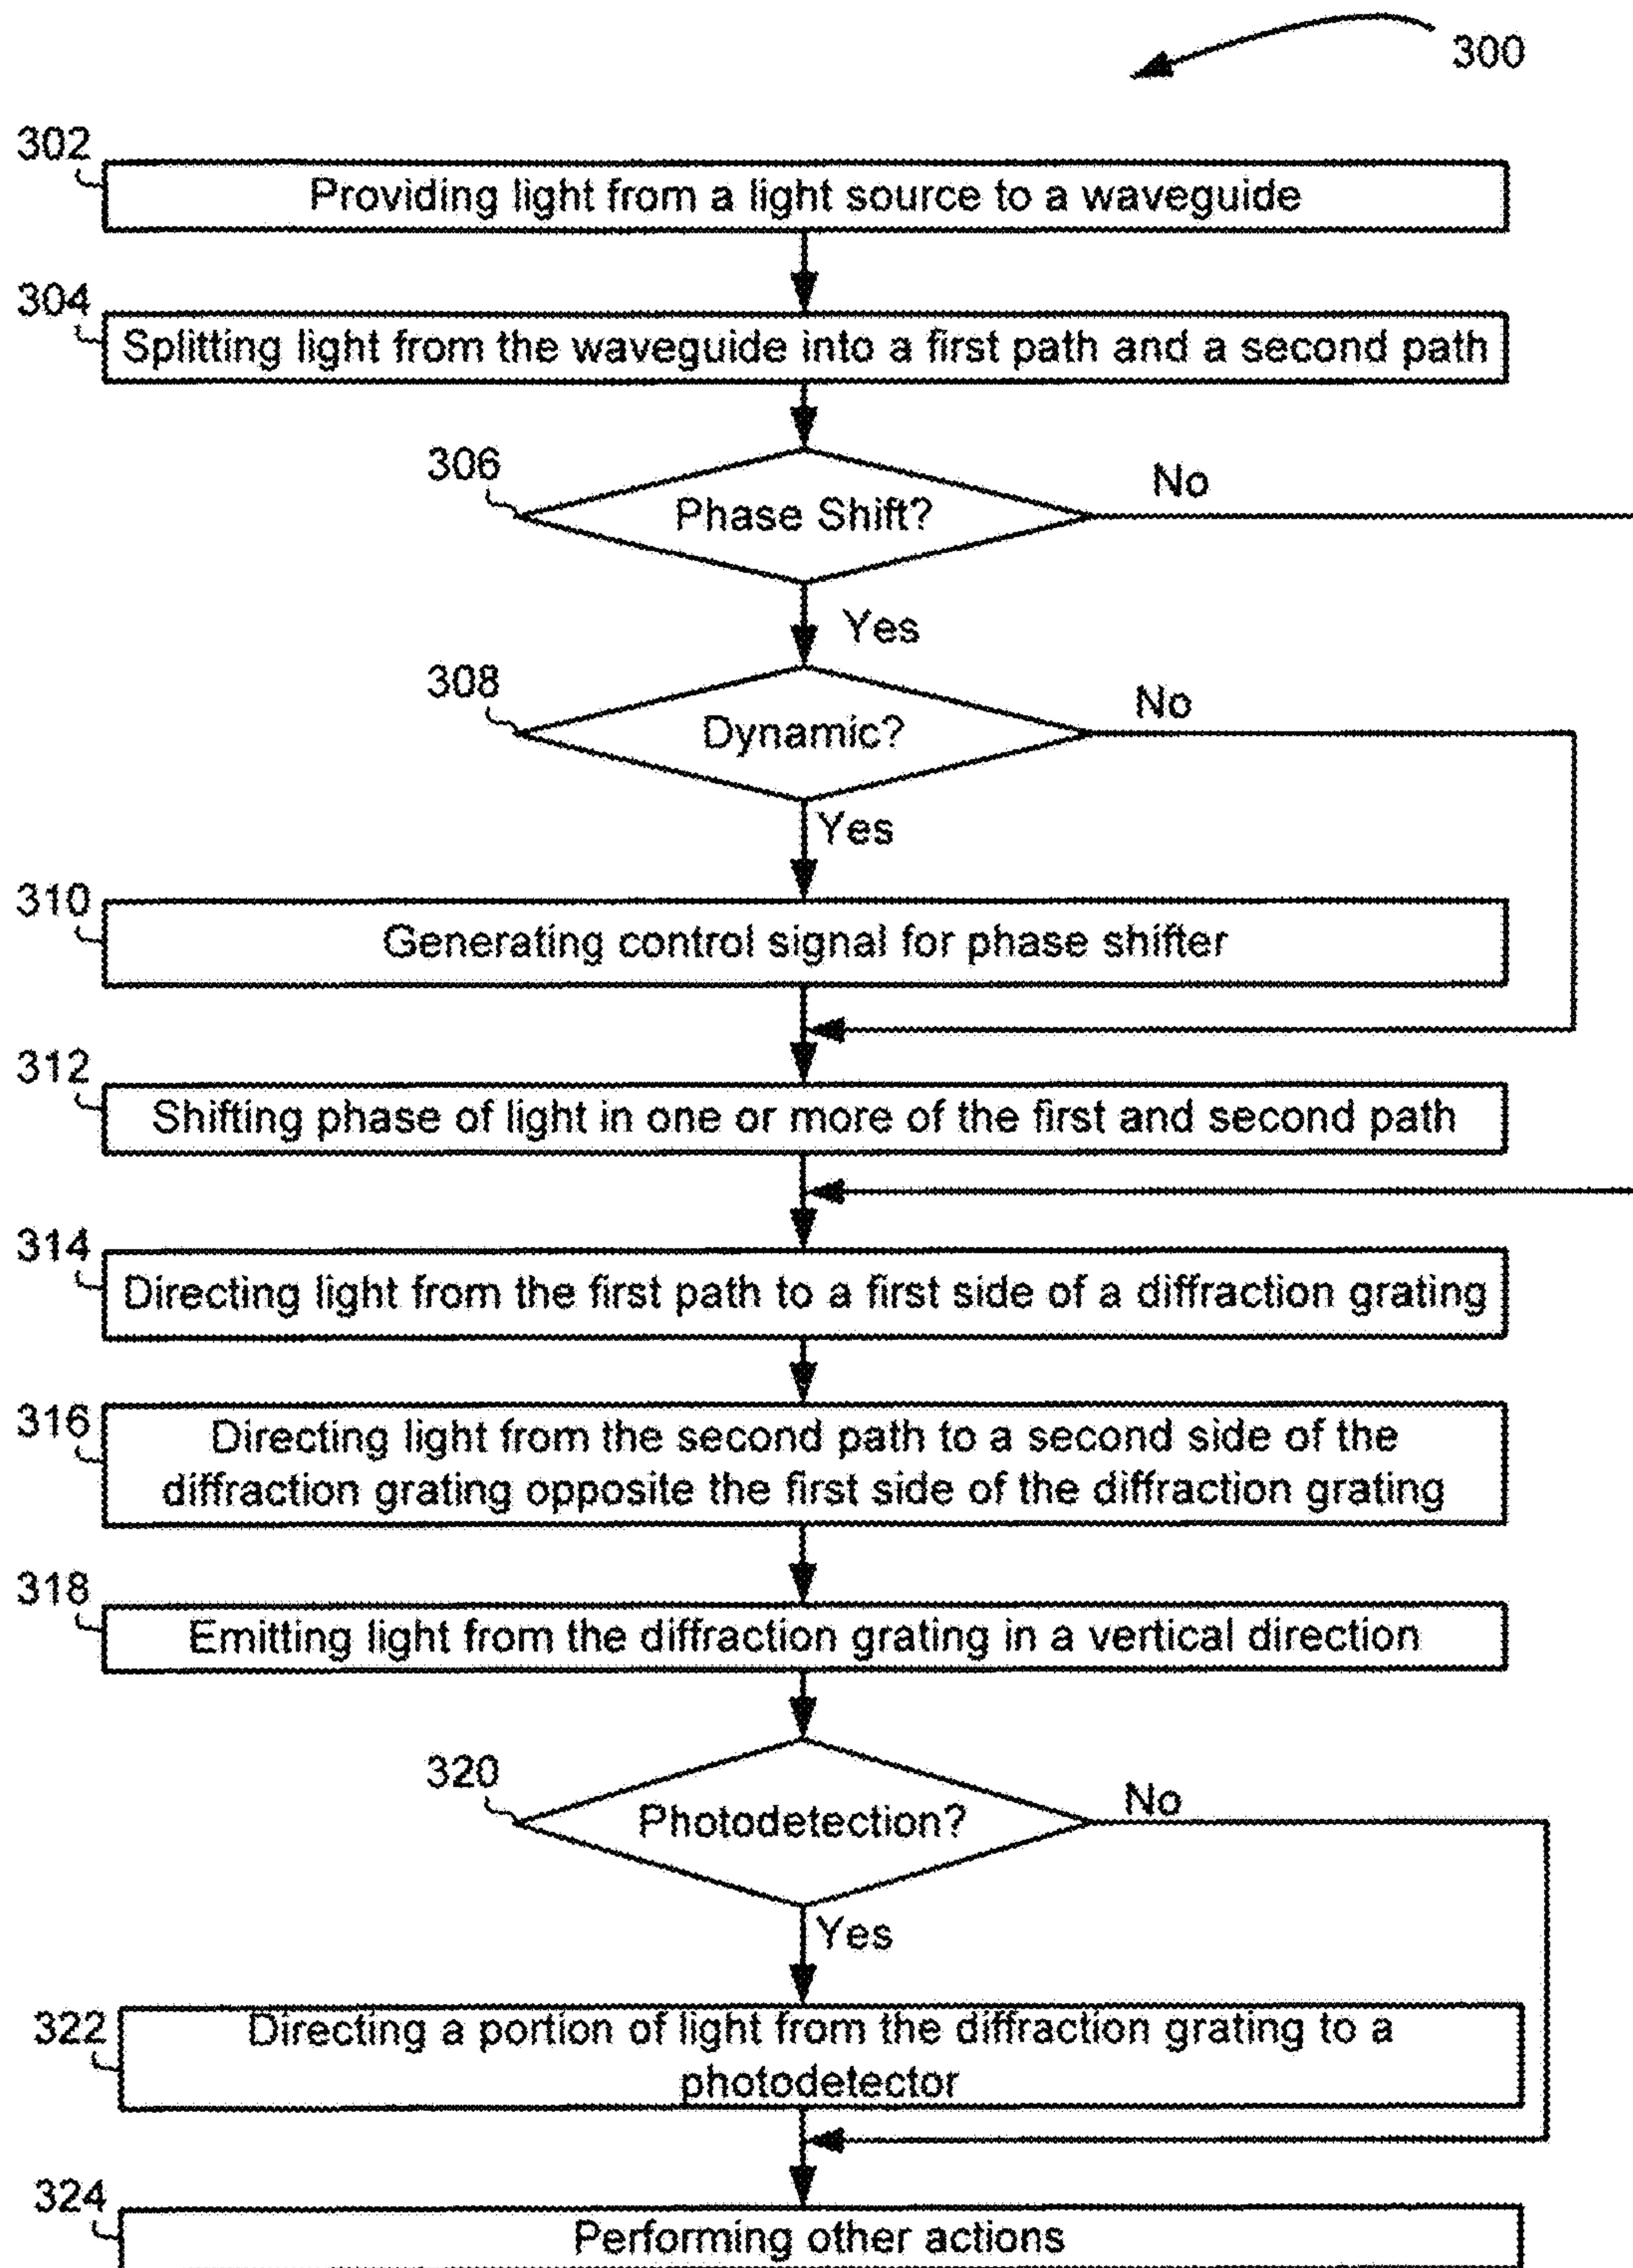 300
302
Providing light from a light source to a waveguide
304
Splitting light from the waveguide into a first path and a second path
306
Phase Shift?
No
Yes
308
Dynamic?
No
Yes
310
Generating control signal for phase shifter
312
Shifting phase of light in one or more of the first and second path
314
Directing light from the first path to a first side of a diffraction grating
316
Directing light from the second path to a second side of the
diffraction grating opposite the first side of the diffraction grating
318
Emitting light from the diffraction grating in a vertical direction
320
Photodetection?
No
Yes
322
Directing a portion of light from the diffraction grating to a
photodetector
324
Performing other actions